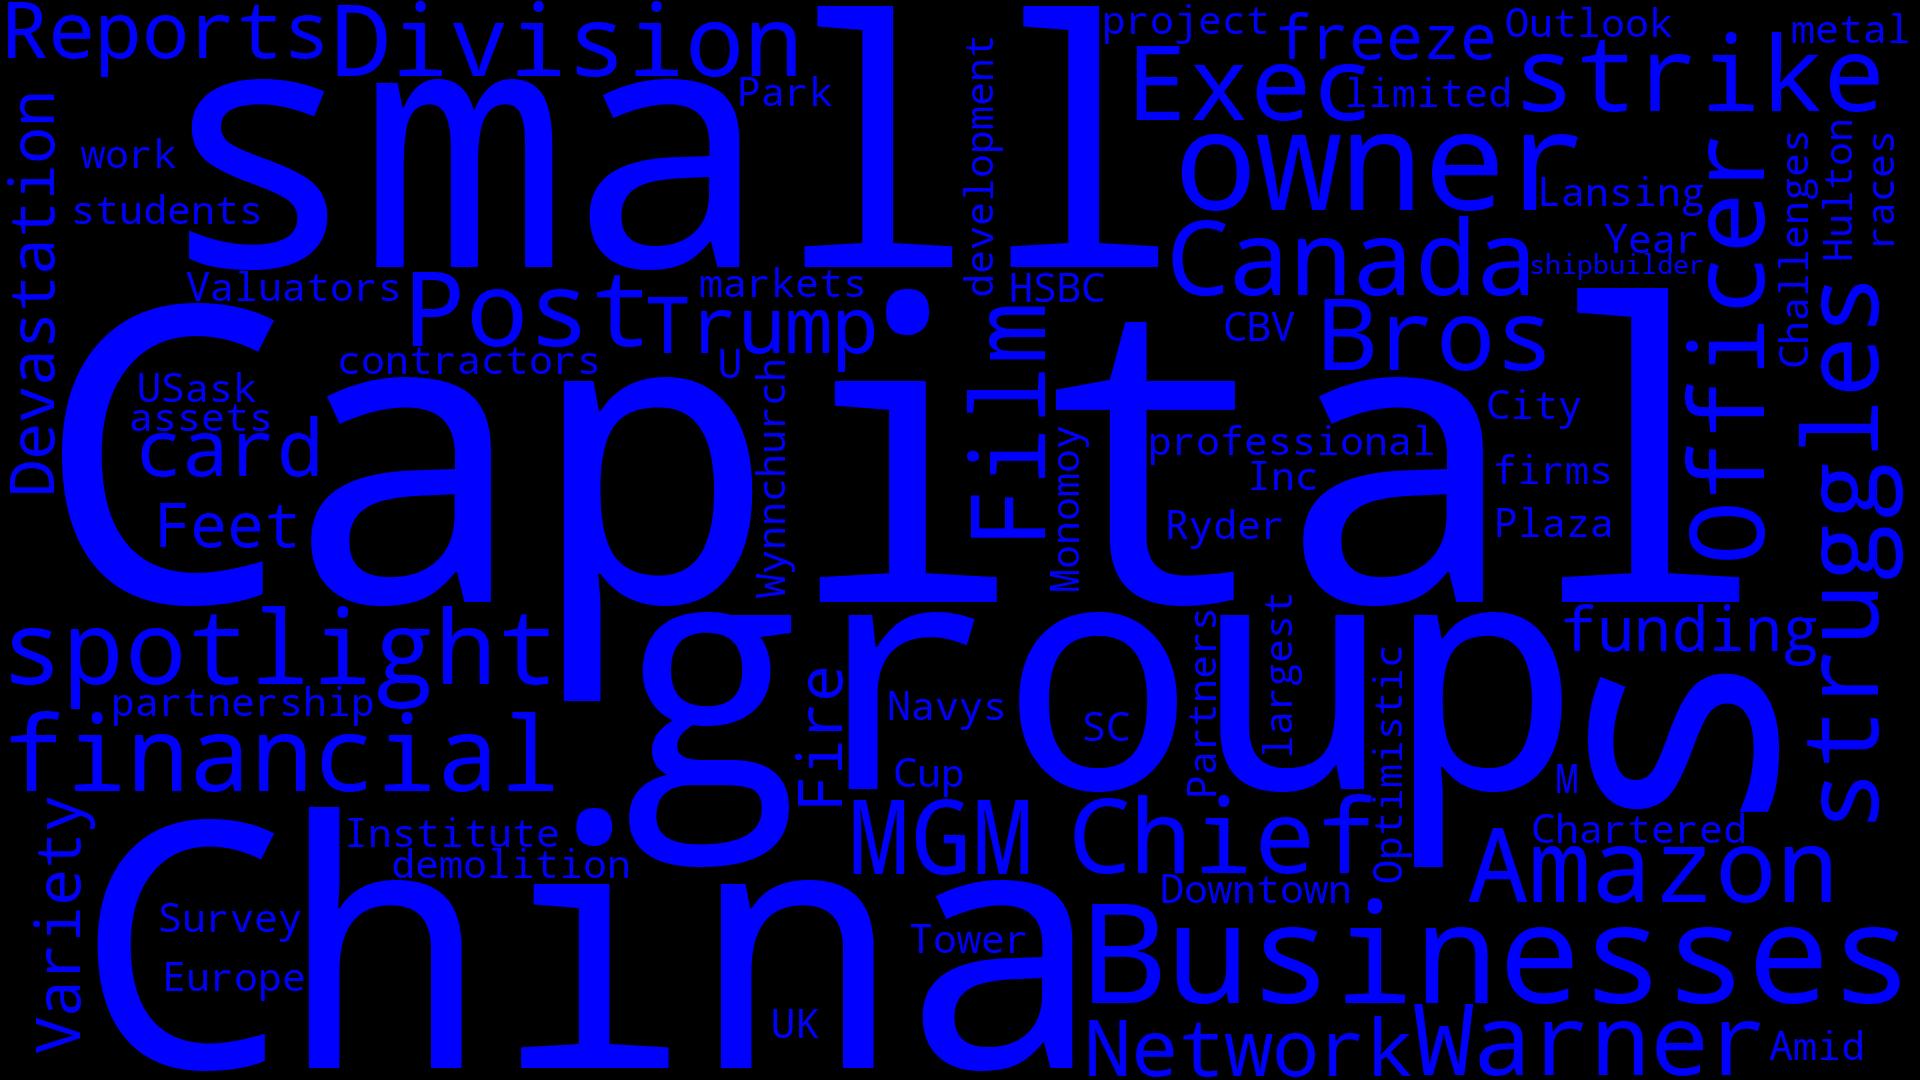 Reports
Division
small
Park
development
project
freeze
Outlook
metal
Exec
limited
strike
Devastation
work
students
owner
Lansing
Officer
Challenges
Hulton
races
Canada
Year
shipbuilder
Valuators
Post
markets
Trump
HSBC
CBV
Bros
struggles
contractors
U
Film
USask
assets
card
Capital
Wynnchurch
Monomoy
professional
Inc
City
firms
Feet
Ryder
Plaza
spotlight
group
Partners
largest
funding
partnership
financial
Fire
Navys
SC
Optimistic
S
Cup
M
Variety
Institute
demolition
MGM
Chief
Chartered
Amazon
China
Survey
Europe
Downtown
Tower
Businesses
UK
Network
Warner
Amid